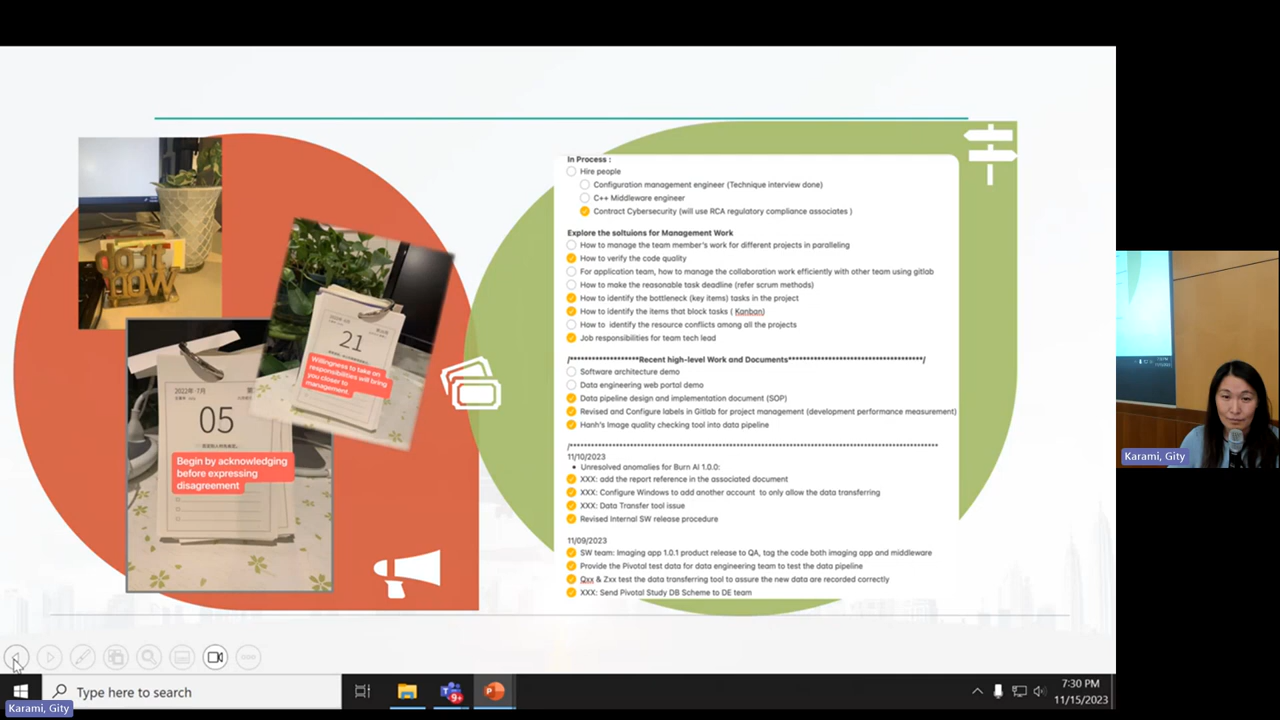 do it
now
21
Willingness to take on
responsibilities will bring
you closer to
management.
2022年 7月
05
Begin by acknowledging
before expressing
disagreement
In Process :
Hire people
Configuration management engineer (Technique interview done)
C++ Middleware engineer
Contract Cybersecurity (will use RCA regulatory compliance associates )
Explore the soltuions for Management Work
How to manage the team member's work for different projects in paralleling
How to verify the code quality
For application team, how to manage the collaboration work efficiently with other team using gitlab
How to make the reasonable task deadline (refer scrum methods)
How to identify the bottleneck (key items) tasks in the project
How to identify the items that block tasks ( Kanban)
How to  identify the resource conflicts among all the projects
Job responsibilities for team tech lead
/*******************Recent high-level Work and Documents*************************************/
Software architecture demo
Data engineering web portal demo
Data pipeline design and implementation document (SOP)
Revised and Configure labels in Gitlab for project management (development performance measurement)
Hanh's Image quality checking tool into data pipeline
/***********************************************************************************************
11/10/2023
• Unresolved anomalies for Burn AI 1.0.0:
XXX: add the report reference in the associated document
XXX: Configure Windows to add another account  to only allow the data transferring
XXX: Data Transfer tool issue
Revised Internal SW release procedure
11/09/2023
SW team: Imaging app 1.0.1 product release to QA, tag the code both imaging app and middleware
Provide the Pivotal test data for data engineering team to test the data pipeline
Qxx & Zxx test the data transferring tool to assure the new data are recorded correctly
XXX: Send Pivotal Study DB Scheme to DE team
Karami, Gity
Type here to search
9+
7:30 PM
11/15/2023
Karami, Gity